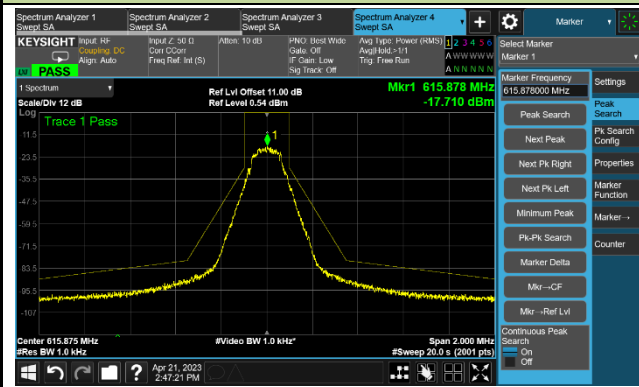 Spectrum Analyzer 1
Swept SA
Spectrum Analyzer 2
Swept SA
Spectrum Analyzer 3
Swept SA
Spectrum Analyzer 4
Swept SA
+
Marker
KEYSIGHT
Input: RF
Coupling: DC
Align: Auto
Input Z: 50 Ω
Corr CCorr
Freq Ref: Int (S)
Atten: 10 dB
PNO: Best Wide
Gate: Off
IF Gain: Low
Sig Track: Off
Avg Type: Power (RMS)
Avg|Hold:>1/1
Trig: Free Run
1 2 3 4 5 6
A W W W W W
A N N N N N
PASS
Select Marker
Marker 1
1 Spectrum
Scale/Div 12 dB
Ref Lvl Offset 11.00 dB
Ref Level 0.54 dBm
Mkr1 615.878 MHz
-17.710 dBm
Log
Trace 1 Pass
1
-11.5
-23.5
-35.5
-47.5
-59.5
-71.5
-83.5
-95.5
-107
Center 615.875 MHz
#Res BW 1.0 kHz
#Video BW 1.0 kHz*
Span 2.000 MHz
#Sweep 20.0 s (2001 pts)
Marker Frequency
615.878000 MHz
Peak Search
Next Peak
Next Pk Right
Next Pk Left
Minimum Peak
Pk-Pk Search
Marker Delta
Mkr→CF
Mkr→Ref Lvl
Continuous Peak
Search
On
Off
Settings
Peak
Search
Pk Search
Config
Properties
Marker
Function
Marker→
Counter
?
Apr 21, 2023
2:47:21 PM